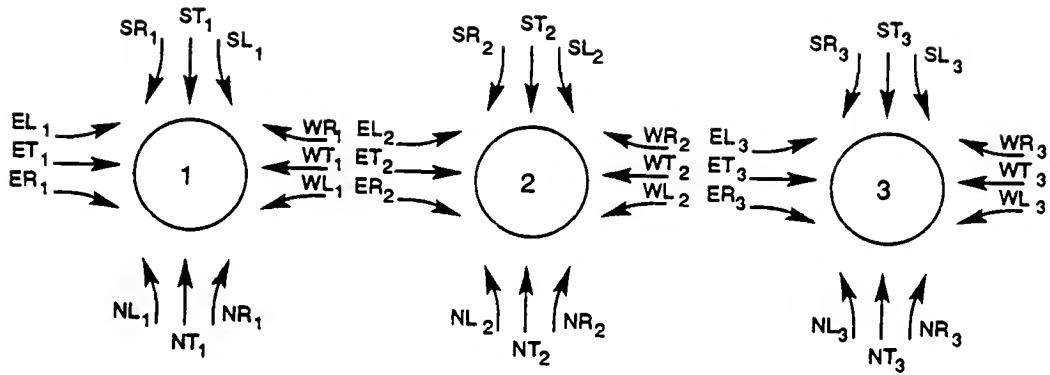 SR₁ ST₁ SL₁
EL₁ WR₁
ET₁ 1 WT₁
ER₁ WL₁
NL₁ NT₁ NR₁
SR₂ ST₂ SL₂
EL₂ WR₂
ET₂ 2 WT₂
ER₂ WL₂
NL₂ NT₂ NR₂
SR₃ ST₃ SL₃
EL₃ WR₃
ET₃ 3 WT₃
ER₃ WL₃
NL₃ NT₃ NR₃